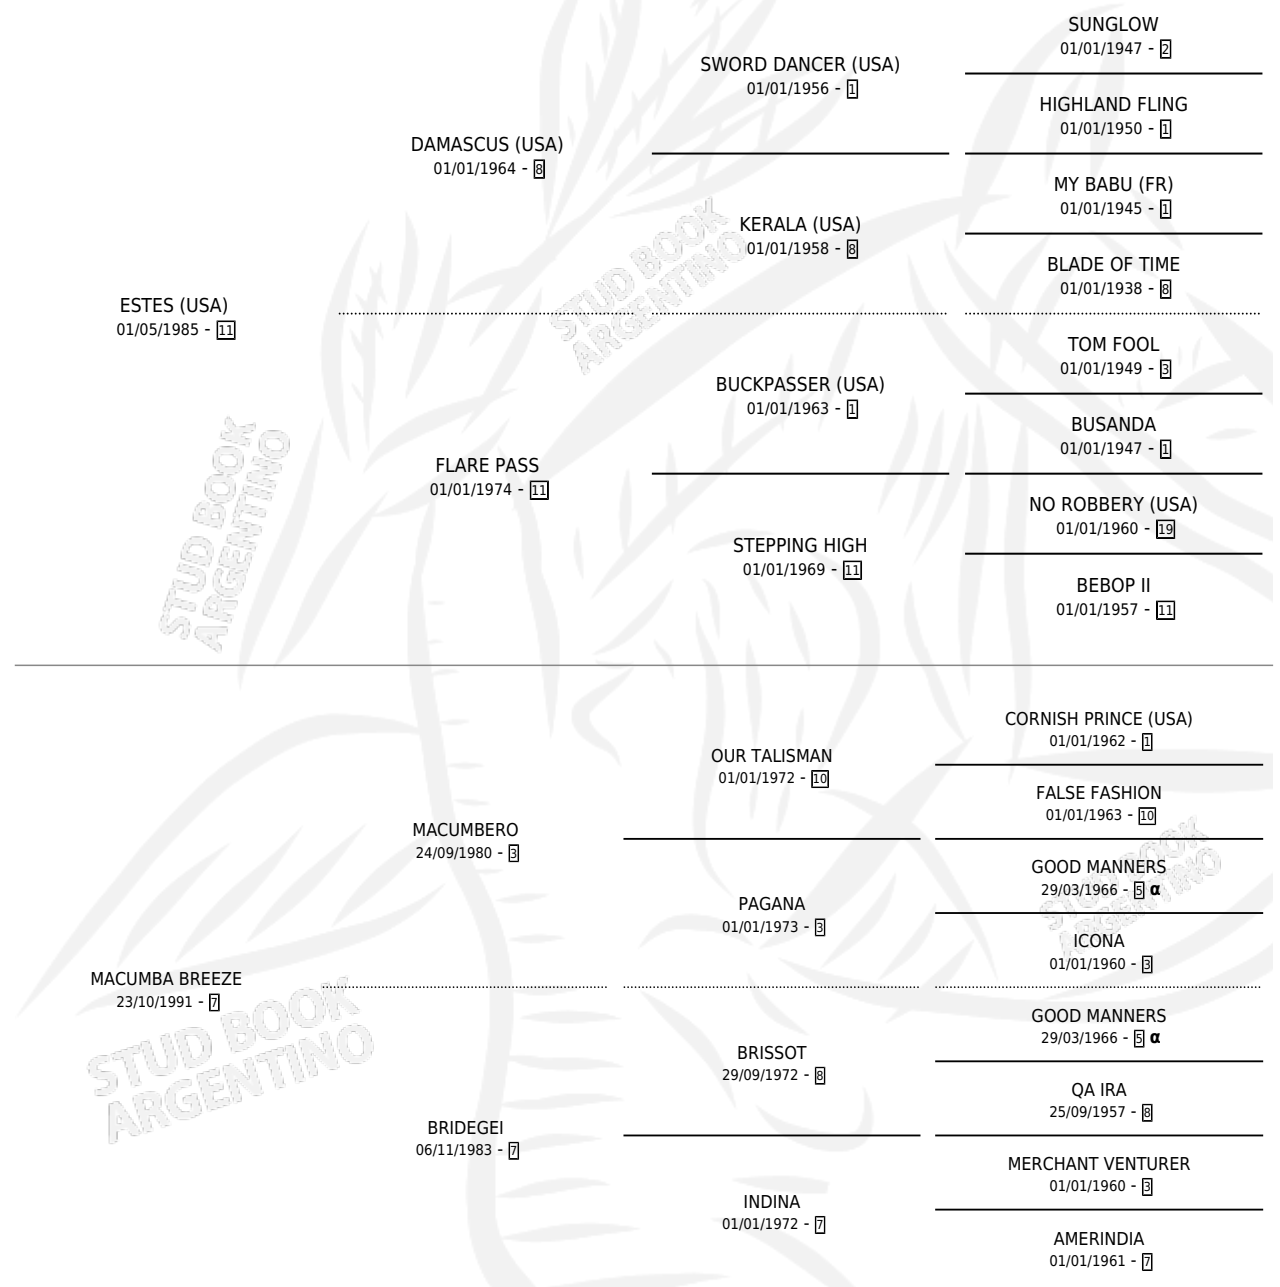 SUNGLOW
01/01/1947 - 2
SWORD DANCER (USA)
01/01/1956 - 1
HIGHLAND FLING
01/01/1950 - 1
DAMASCUS (USA)
01/01/1964 - 8
MY BABU (FR)
01/01/1945 - 1
KERALA (USA)
01/01/1958 - 8
BLADE OF TIME
01/01/1938 - 8
ESTES (USA)
01/05/1985 - 11
TOM FOOL
01/01/1949 - 3
BUCKPASSER (USA)
01/01/1963 - 1
BUSANDA
01/01/1947 - 1
FLARE PASS
01/01/1974 - 11
NO ROBBERY (USA)
01/01/1960 - 19
STEPPING HIGH
01/01/1969 - 11
BEBOP II
01/01/1957 - 11
CORNISH PRINCE (USA)
01/01/1962 - 1
OUR TALISMAN
01/01/1972 - 10
FALSE FASHION
01/01/1963 - 10
MACUMBERO
24/09/1980 - 3
GOOD MANNERS
29/03/1966 - 5 α
PAGANA
01/01/1973 - 3
ICONA
01/01/1960 - 3
MACUMBA BREEZE
23/10/1991 - 7
GOOD MANNERS
29/03/1966 - 5 α
BRISSOT
29/09/1972 - 8
QA IRA
25/09/1957 - 8
BRIDEGEI
06/11/1983 - 7
MERCHANT VENTURER
01/01/1960 - 3
INDINA
01/01/1972 - 7
AMERINDIA
01/01/1961 - 7
STUD BOOK
ARGENTINO
STUD BOOK
ARGENTINO
STUD BOOK
ARGENTINO
STUD BOOK
ARGENTINO